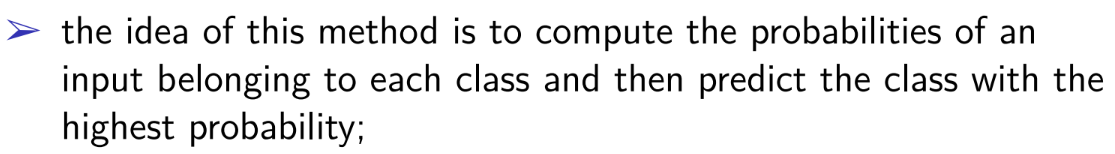 ➢ the idea of this method is to compute the probabilities of an
input belonging to each class and then predict the class with the
highest probability;